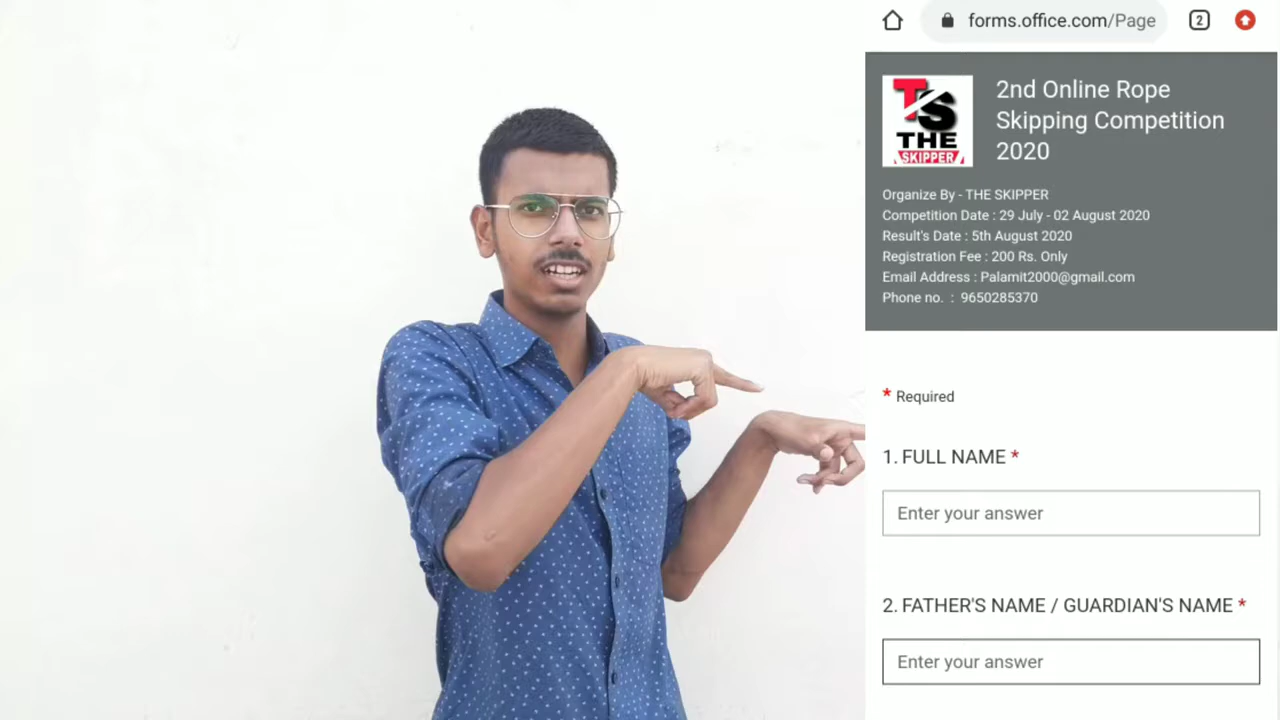 forms.office.com/Page
2
TS
THE
SKIPPER
2nd Online Rope
Skipping Competition
2020
Organize By - THE SKIPPER
Competition Date : 29 July - 02 August 2020
Result's Date : 5th August 2020
Registration Fee : 200 Rs. Only
Email Address : Palamit2000@gmail.com
Phone no. : 9650285370
* Required
1. FULL NAME *
Enter your answer
2. FATHER'S NAME / GUARDIAN'S NAME *
Enter your answer